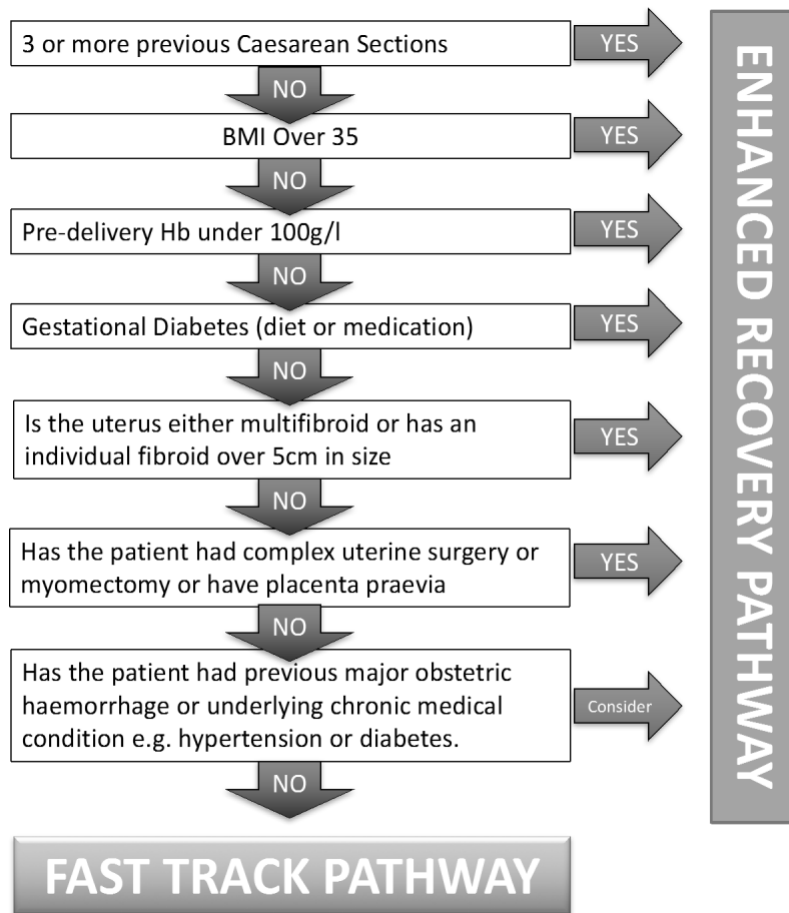 3 or more previous Caesarean Sections
YES
NO
BMI Over 35
YES
NO
Pre-delivery Hb under 100g/l
YES
NO
Gestational Diabetes (diet or medication)
YES
NO
Is the uterus either multifibroid or has an
individual fibroid over 5cm in size
YES
NO
Has the patient had complex uterine surgery or
myomectomy or have placenta praevia
YES
NO
Has the patient had previous major obstetric
haemorrhage or underlying chronic medical
condition e.g. hypertension or diabetes.
Consider
NO
FAST TRACK PATHWAY
ENHANCED RECOVERY PATHWAY